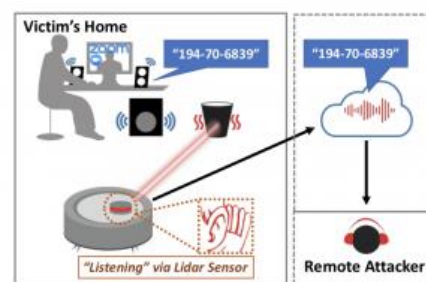 Victim's Home
zoom
"194-70-6839"
"194-70-6839"
"Listening" via Lidar Sensor
Remote Attacker